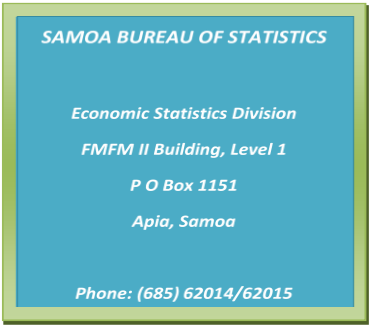 SAMOA BUREAU OF STATISTICS
Economic Statistics Division
FMFM II Building, Level 1
P O Box 1151
Apia, Samoa
Phone: (685) 62014/62015